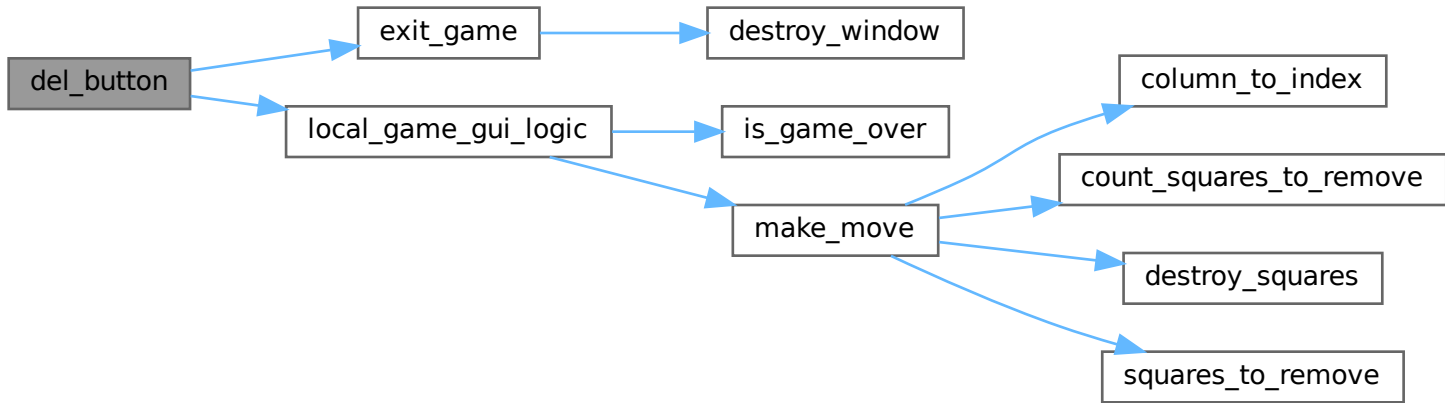 del_button
exit_game
destroy_window
local_game_gui_logic
is_game_over
make_move
column_to_index
count_squares_to_remove
destroy_squares
squares_to_remove